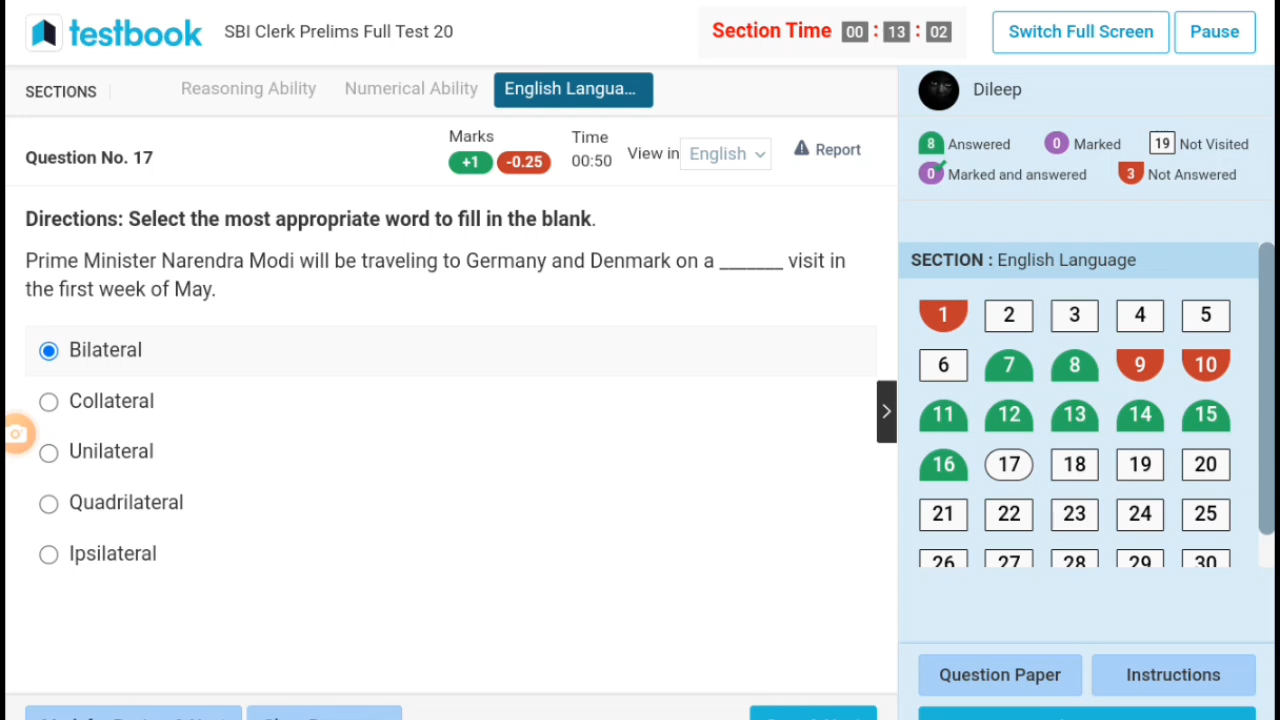 testbook
SBI Clerk Prelims Full Test 20
Section Time 00 : 13 : 02
Switch Full Screen
Pause
SECTIONS
Reasoning Ability
Numerical Ability
English Langua...
Dileep
Question No. 17
Marks
+1 -0.25
Time
00:50
View in English
Report
8 Answered
0 Marked
19 Not Visited
0 Marked and answered
3 Not Answered
Directions: Select the most appropriate word to fill in the blank.
Prime Minister Narendra Modi will be traveling to Germany and Denmark on a _______ visit in
the first week of May.
Bilateral
Collateral
Unilateral
Quadrilateral
Ipsilateral
SECTION : English Language
1 2 3 4 5
6 7 8 9 10
11 12 13 14 15
16 17 18 19 20
21 22 23 24 25
26 27 28 29 30
Question Paper
Instructions